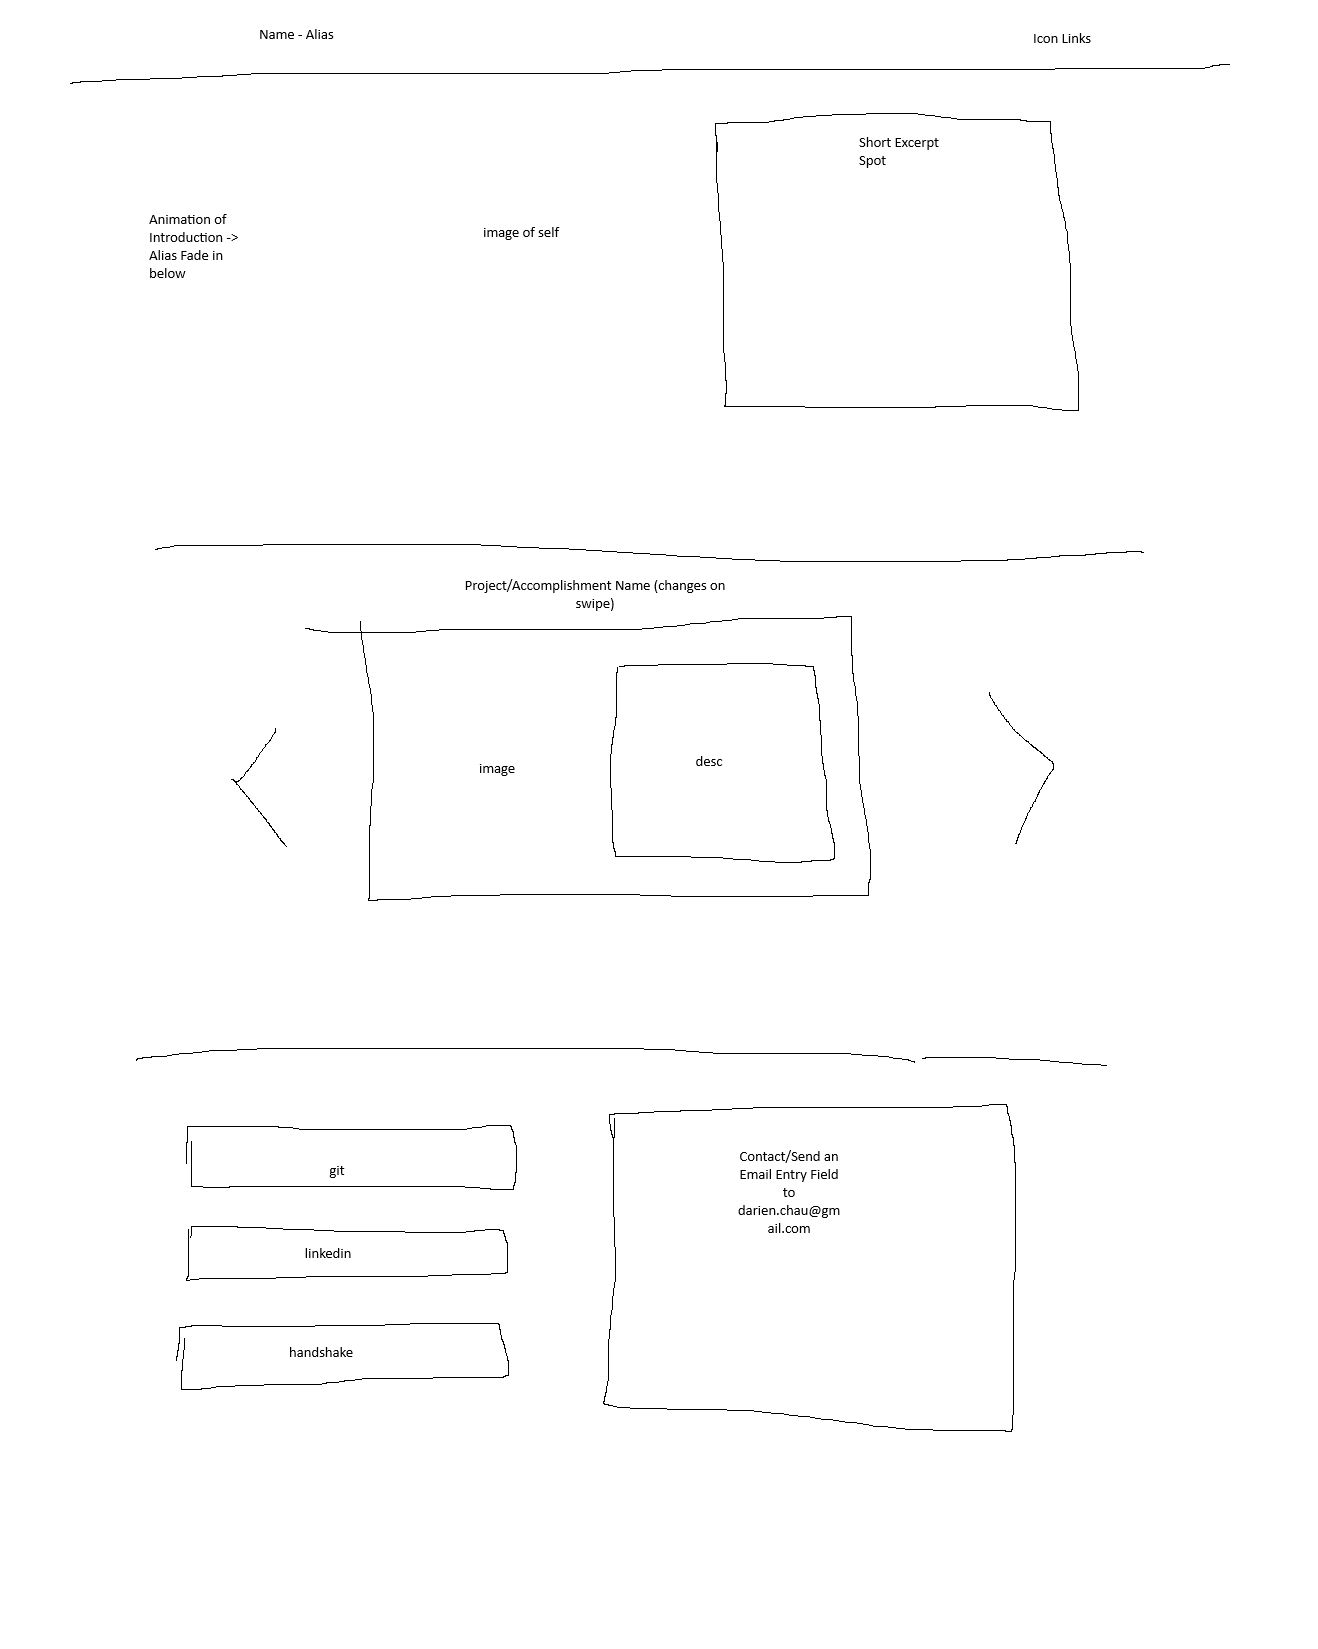 Name - Alias
Icon Links
Short Excerpt
Spot
Animation of
Introduction ->
Alias Fade in
below
image of self
Project/Accomplishment Name (changes on
swipe)
image
desc
git
linkedin
handshake
Contact/Send an
Email Entry Field
to
darien.chau@gm
ail.com